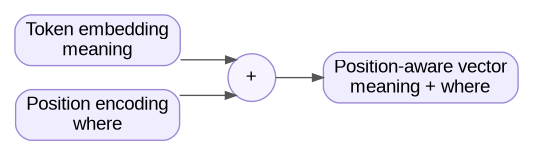 Token embedding
meaning
Position encoding
where
+
Position-aware vector
meaning + where